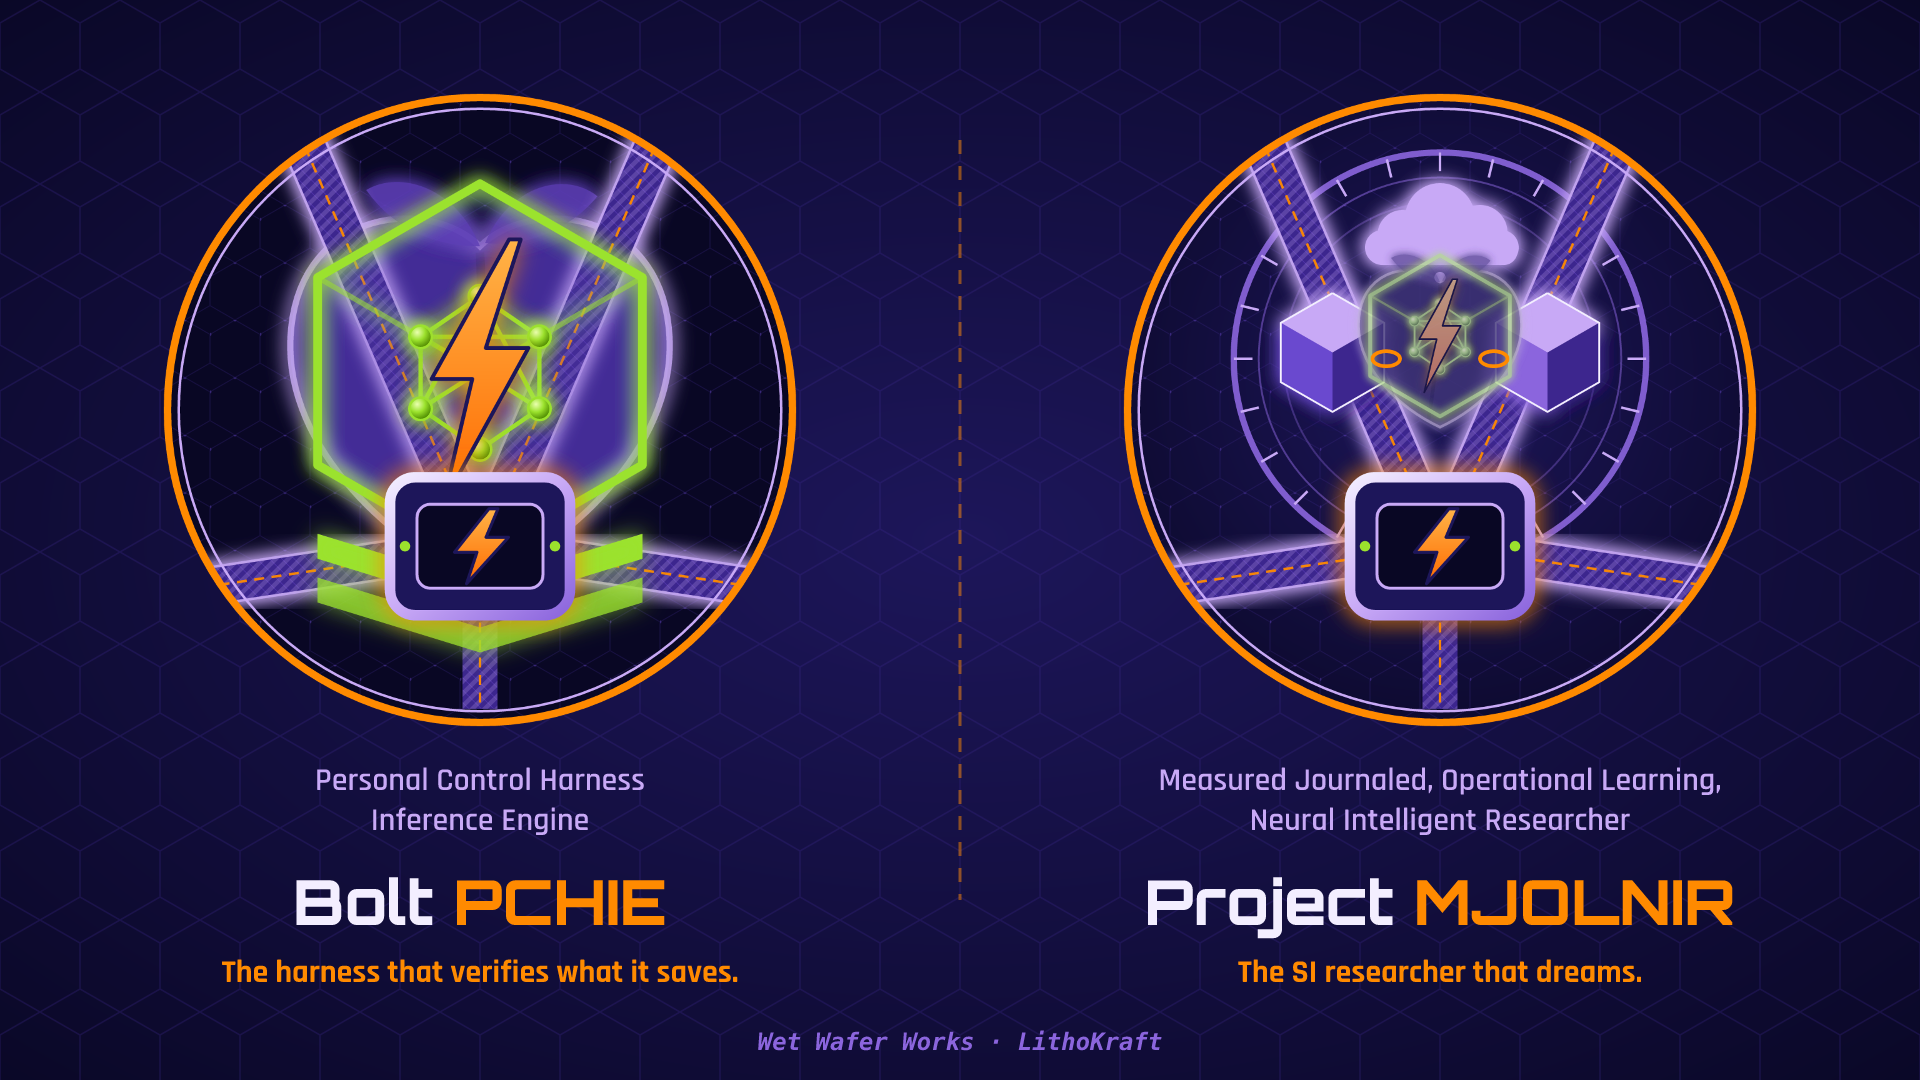 Personal Control Harness
Inference Engine
Bolt PCHIE
The harness that verifies what it saves.
Measured Journaled, Operational Learning,
Neural Intelligent Researcher
Project MJOLNIR
The SI researcher that dreams.
Wet Wafer Works · LithoKraft